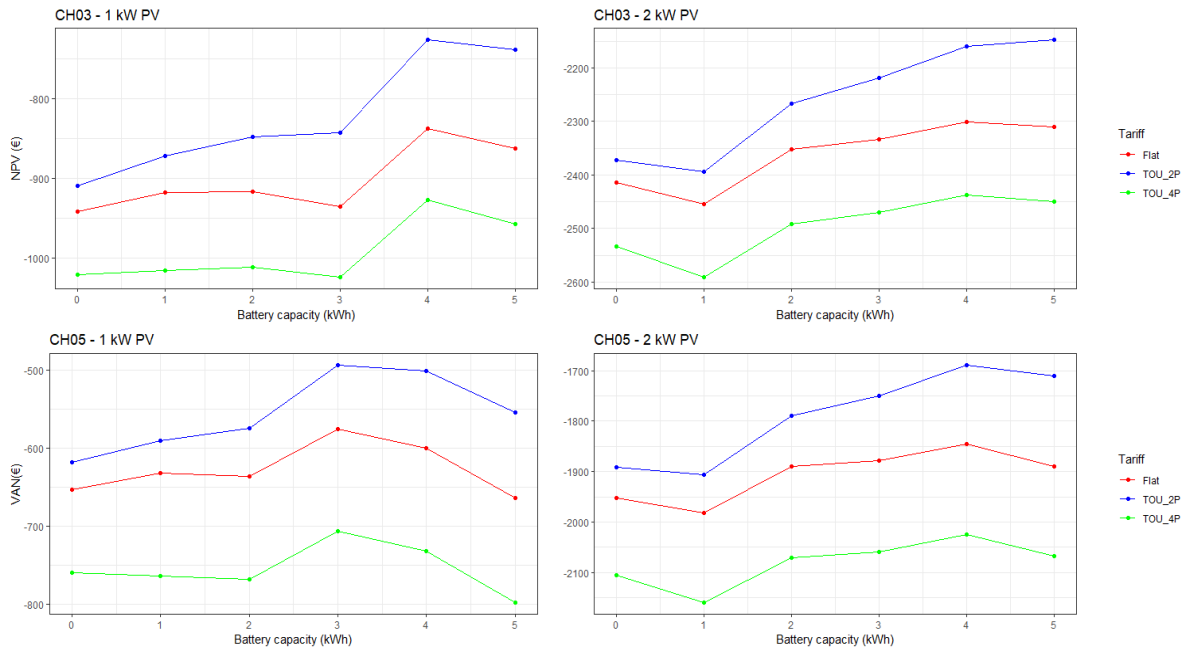 CH03 - 1 kW PV
NPV (€)
-800
-900
-1000
0 1 2 3 4 5
Battery capacity (kWh)
CH03 - 2 kW PV
-2200
-2300
-2400
-2500
-2600
0 1 2 3 4 5
Battery capacity (kWh)
Tariff
Flat
TOU_2P
TOU_4P
CH05 - 1 kW PV
VAN(€)
-500
-600
-700
-800
0 1 2 3 4 5
Battery capacity (kWh)
CH05 - 2 kW PV
-1700
-1800
-1900
-2000
-2100
0 1 2 3 4 5
Battery capacity (kWh)
Tariff
Flat
TOU_2P
TOU_4P